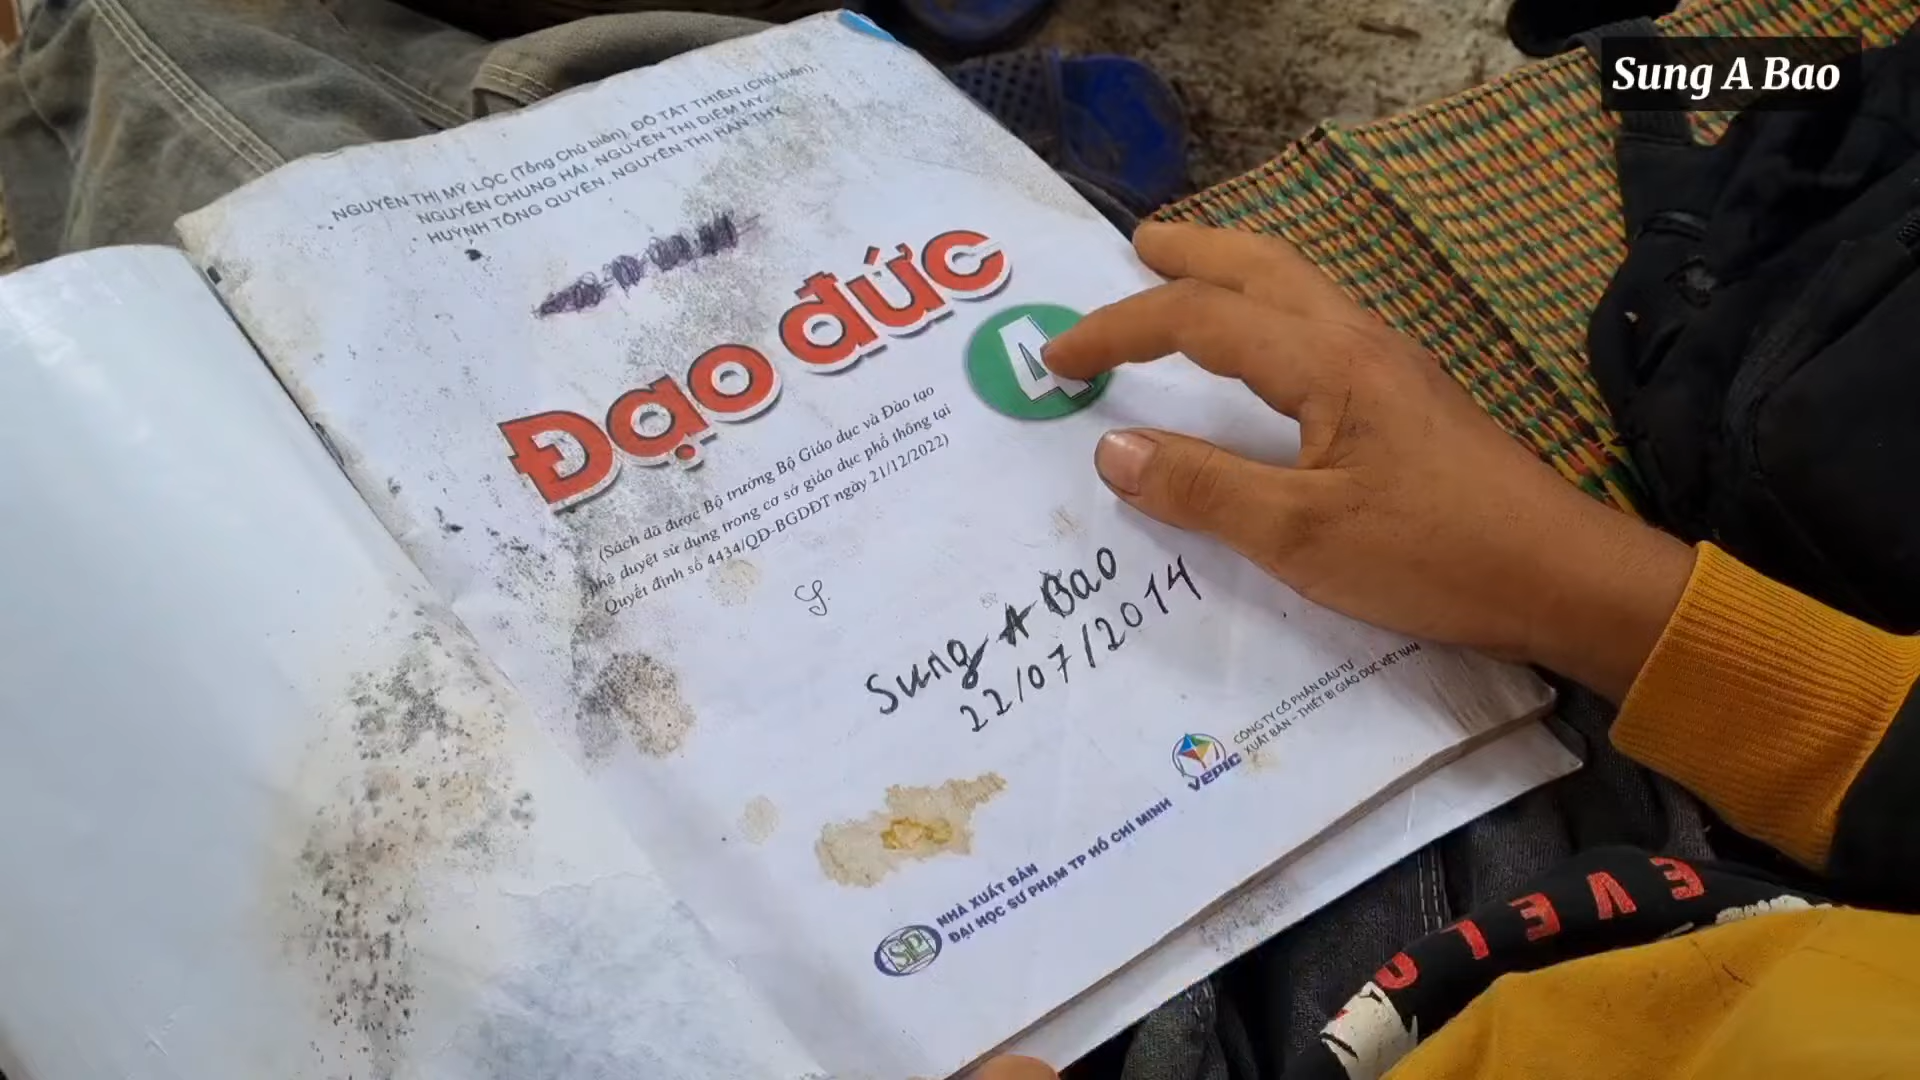 Sung A Bao
NGUYỄN THỊ MỸ LỘC (Tổng Chủ biên), ĐỖ TẤT THIÊN (Chủ biên),
NGUYỄN CHUNG HẢI, NGUYỄN THỊ DIỄM MY,
HUỲNH TÔNG QUYỀN, NGUYỄN THỊ HÁN THY
Đạo đức
4
(Sách đã được Bộ trưởng Bộ Giáo dục và Đào tạo
phê duyệt sử dụng trong cơ sở giáo dục phổ thông tại
Quyết định số 4434/QĐ-BGDĐT ngày 21/12/2022)
Sung A Bao
22/07/2014
VEPIC
CÔNG TY CỔ PHẦN ĐẦU TƯ
XUẤT BẢN - THIẾT BỊ GIÁO DỤC VIỆT NAM
NHÀ XUẤT BẢN
ĐẠI HỌC SƯ PHẠM TP HỒ CHÍ MINH